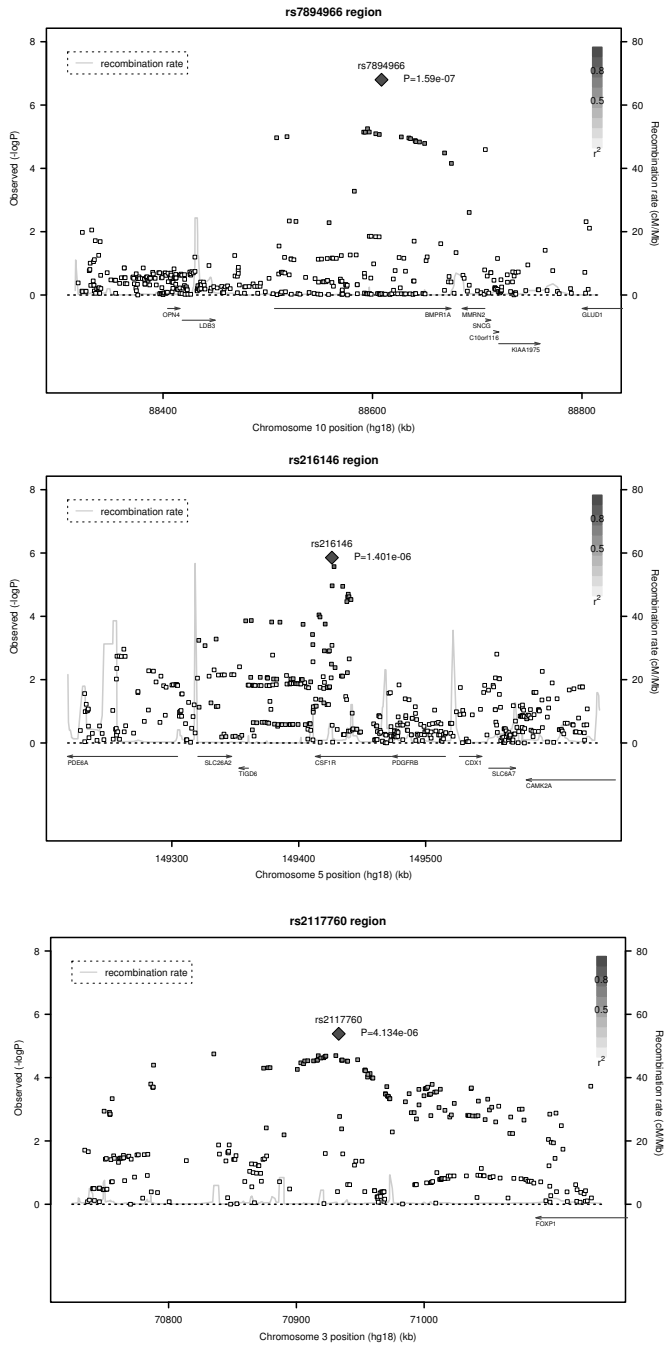 rs7894966 region
8
80
recombination rate
rs7894966
P=1.59e-07
0.8
6
60
0.5
r2
4
40
2
20
0
0
Observed (-logP)
Recombination rate (cM/Mb)
OPN4
BMPR1A
MMRN2
GLUD1
LDB3
SNCG
C10orf116
KIAA1975
88400
88600
88800
Chromosome 10 position (hg18) (kb)
rs216146 region
8
80
recombination rate
0.8
rs216146
P=1.401e-06
6
60
0.5
r2
4
40
2
20
0
0
Observed (-logP)
Recombination rate (cM/Mb)
PDE6A
SLC26A2
CSF1R
PDGFRB
CDX1
TIGD6
SLC6A7
CAMK2A
149300
149400
149500
Chromosome 5 position (hg18) (kb)
rs2117760 region
8
80
recombination rate
0.8
rs2117760
P=4.134e-06
6
60
0.5
r2
4
40
2
20
0
0
Observed (-logP)
Recombination rate (cM/Mb)
FOXP1
70800
70900
71000
Chromosome 3 position (hg18) (kb)